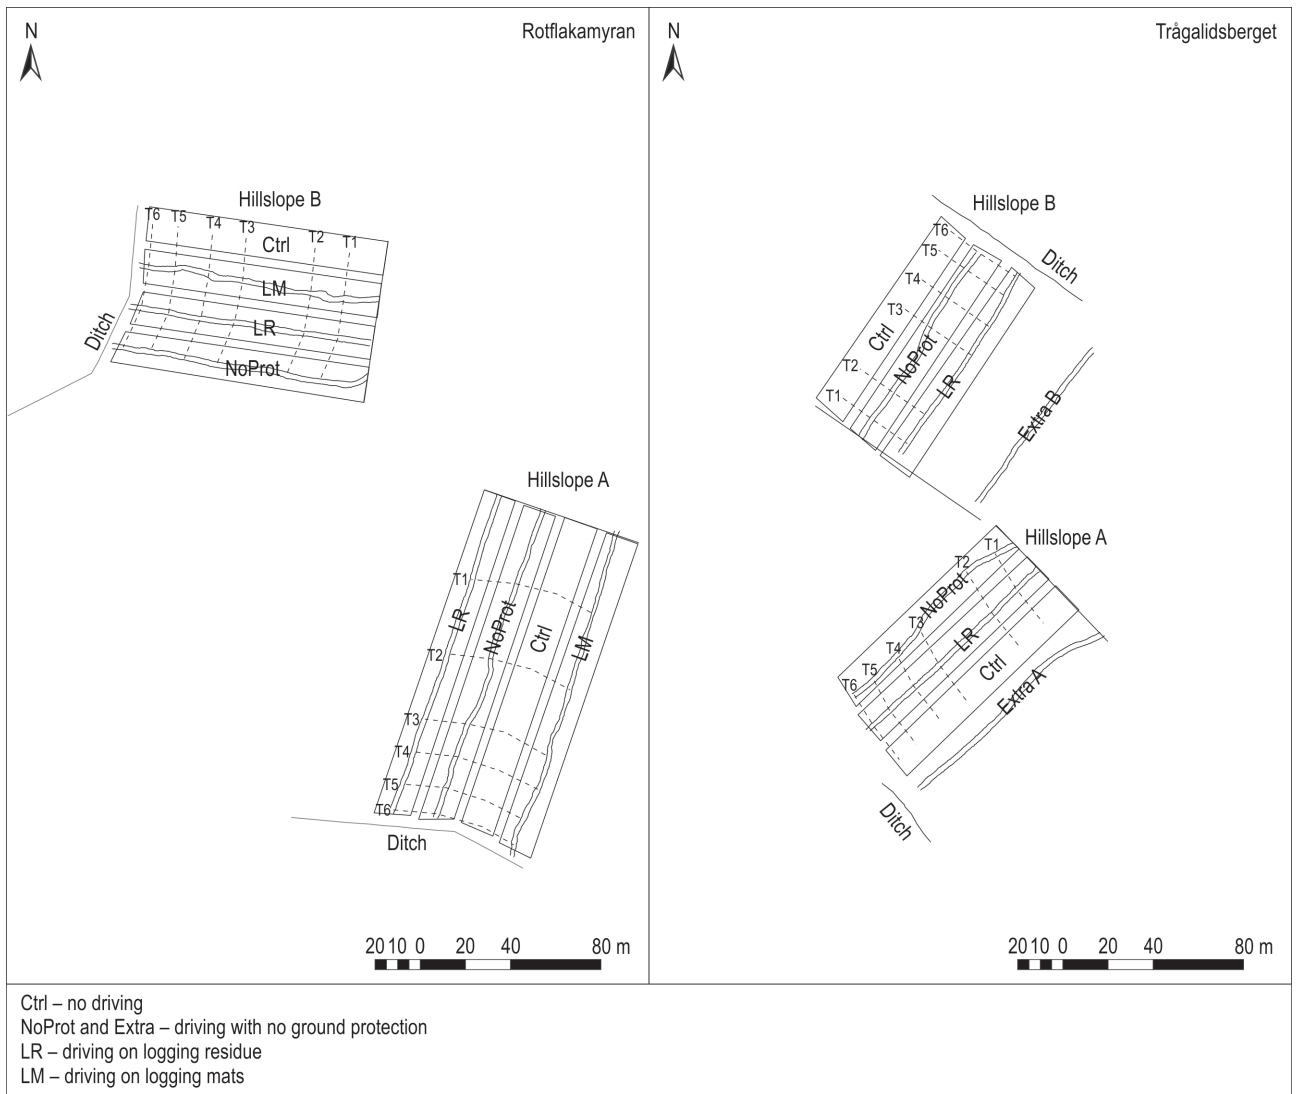 N
Rotflakamyran
Hillslope B
T6 T5 T4 T3 T2 T1
Ctrl
LM
LR
NoProt
Ditch
Hillslope A
T1
T2
T3
T4
T5
T6
LR
NoProt
Ctrl
LM
Ditch
20 10 0 20 40 80 m
N
Trågalidsberget
Hillslope B
Ditch
T6
T5
T4
T3
T2
T1
Ctrl
NoProt
LR
Extra B
Hillslope A
T1
T2
T3
T4
T5
T6
NoProt
LR
Ctrl
Extra A
Ditch
20 10 0 20 40 80 m
Ctrl – no driving
NoProt and Extra – driving with no ground protection
LR – driving on logging residue
LM – driving on logging mats